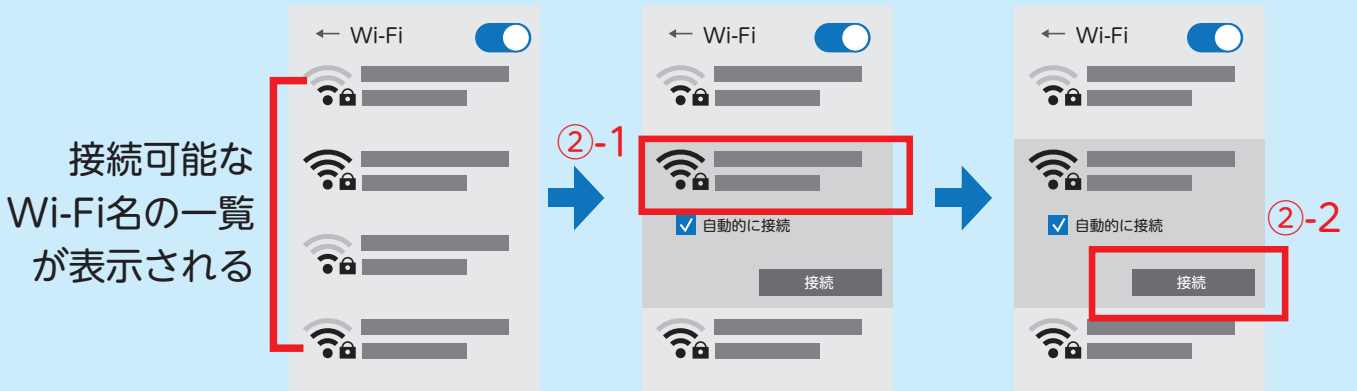 接続可能な
Wi-Fi名の一覧
が表示される
← Wi-Fi
②-1
← Wi-Fi
自動的に接続
接続
← Wi-Fi
自動的に接続
②-2
接続